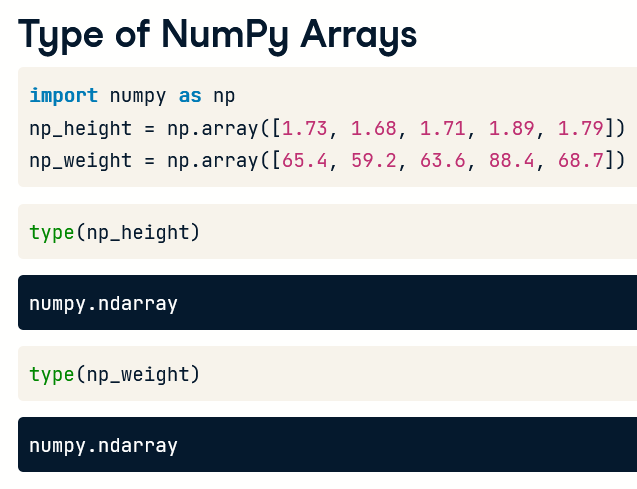 Type of NumPy Arrays
import numpy as np
np_height = np.array([1.73, 1.68, 1.71, 1.89, 1.79])
np_weight = np.array([65.4, 59.2, 63.6, 88.4, 68.7])
type(np_height)
numpy.ndarray
type(np_weight)
numpy.ndarray